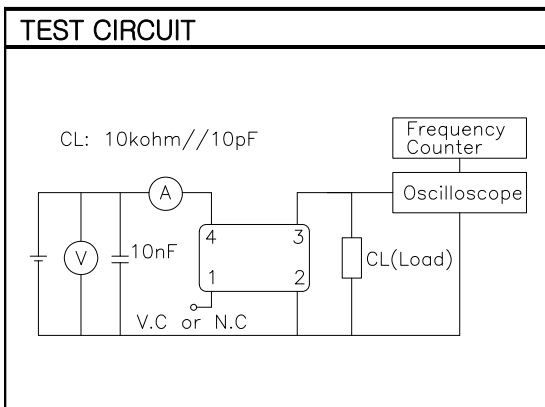 TEST CIRCUIT
CL: 10kohm//10pF
Frequency
Counter
Oscilloscope
A
V
10nF
4
3
1
2
CL(Load)
V.C or N.C